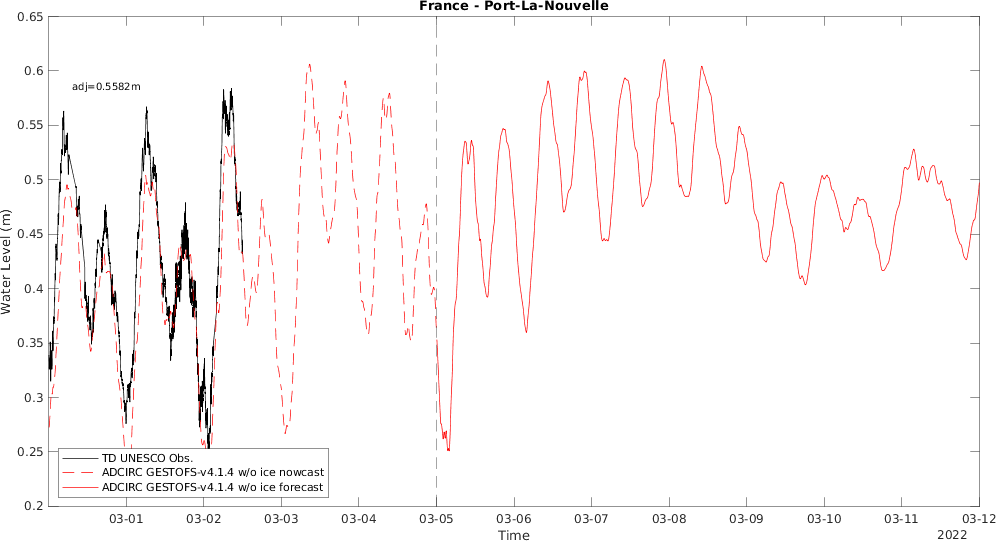 France - Port-La-Nouvelle
0.65
0.6
0.55
0.5
0.45
0.4
0.35
0.3
0.25
0.2
Water Level (m)
adj=0.5582m
TD UNESCO Obs.
ADCIRC GESTOFS-v4.1.4 w/o ice nowcast
ADCIRC GESTOFS-v4.1.4 w/o ice forecast
03-01 03-02 03-03 03-04 03-05 03-06 03-07 03-08 03-09 03-10 03-11 03-12
Time
2022